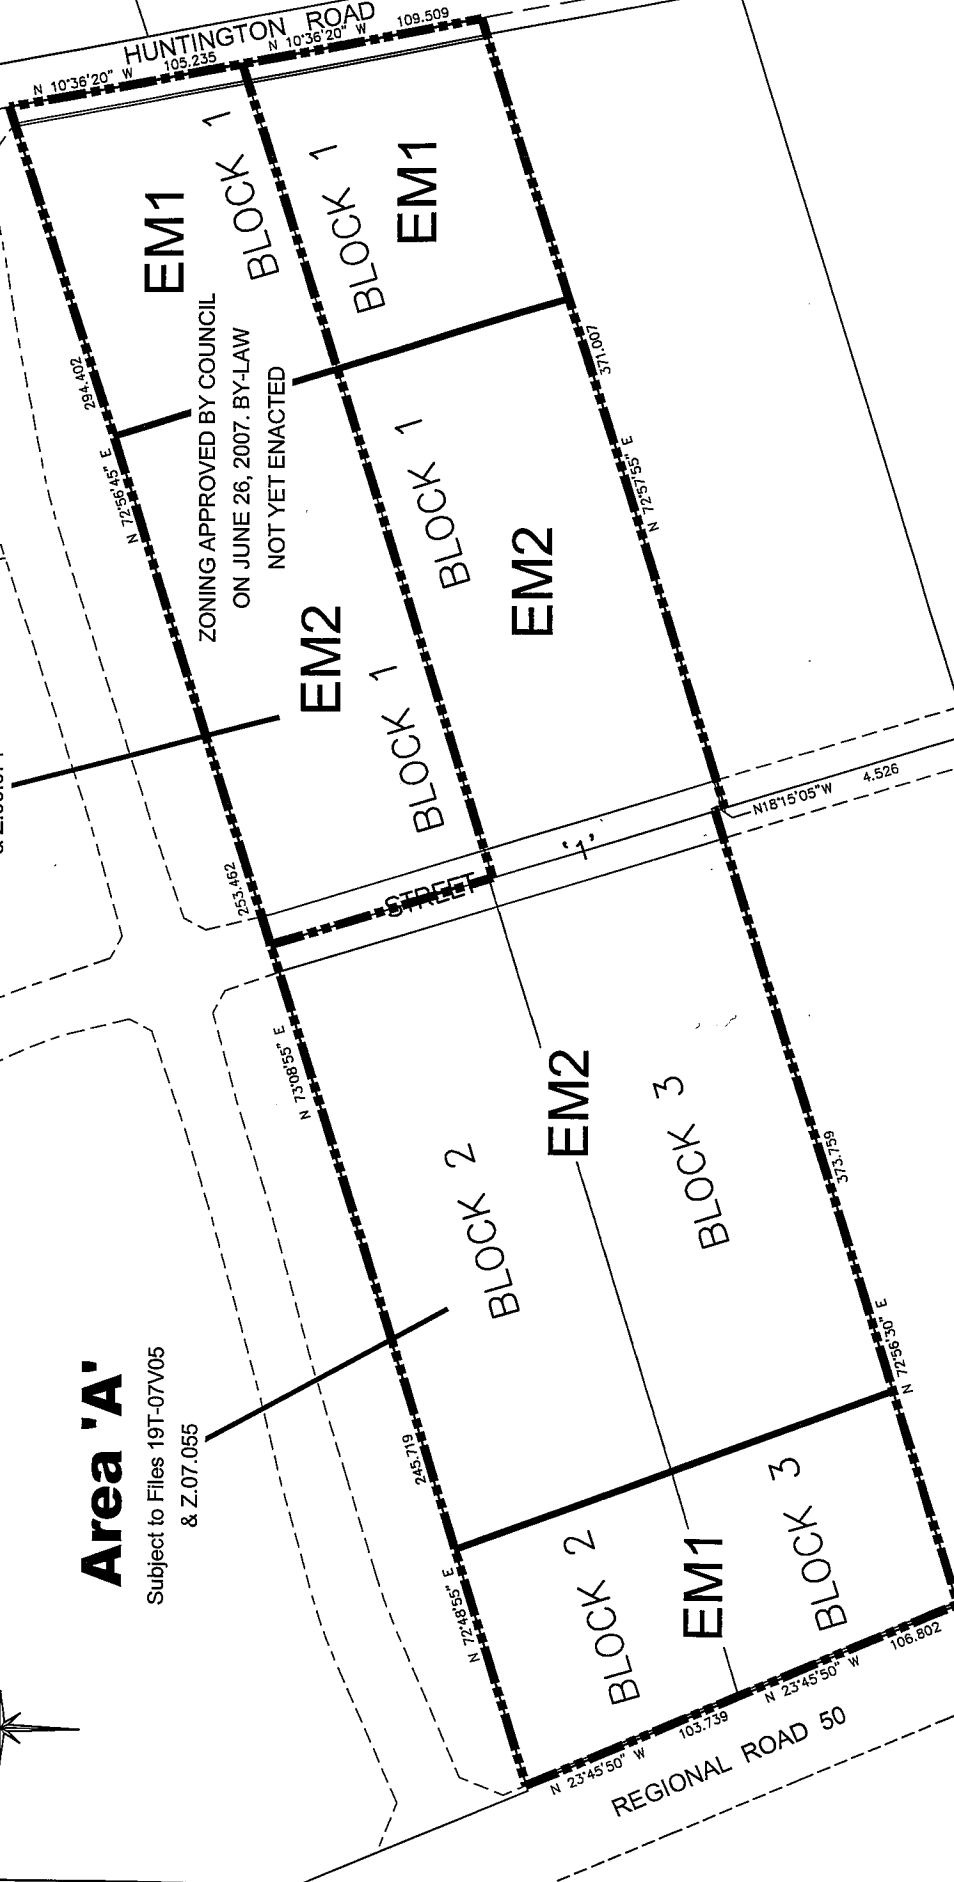 HUNTINGTON ROAD
N 10°36'20" W 105.235
N 10°36'20" W 109.509
EM1
BLOCK 1
BLOCK 1
EM1
294.402
N 72°56'45" E
ZONING APPROVED BY COUNCIL
ON JUNE 26, 2007. BY-LAW
NOT YET ENACTED
371.007
N 72°57'55" E
BLOCK 1
EM2
EM2
BLOCK 1
253.462
N 73°08'55" E
STREET '1'
N18°15'05"W 4.526
EM2
BLOCK 2
BLOCK 3
373.759
N 72°56'30" E
Area 'A'
Subject to Files 19T-07V05
& Z.07.055
245.719
N 72°48'55" E
BLOCK 2
EM1
BLOCK 3
N 23°45'50" W 103.739
N 23°45'50" W 106.802
REGIONAL ROAD 50